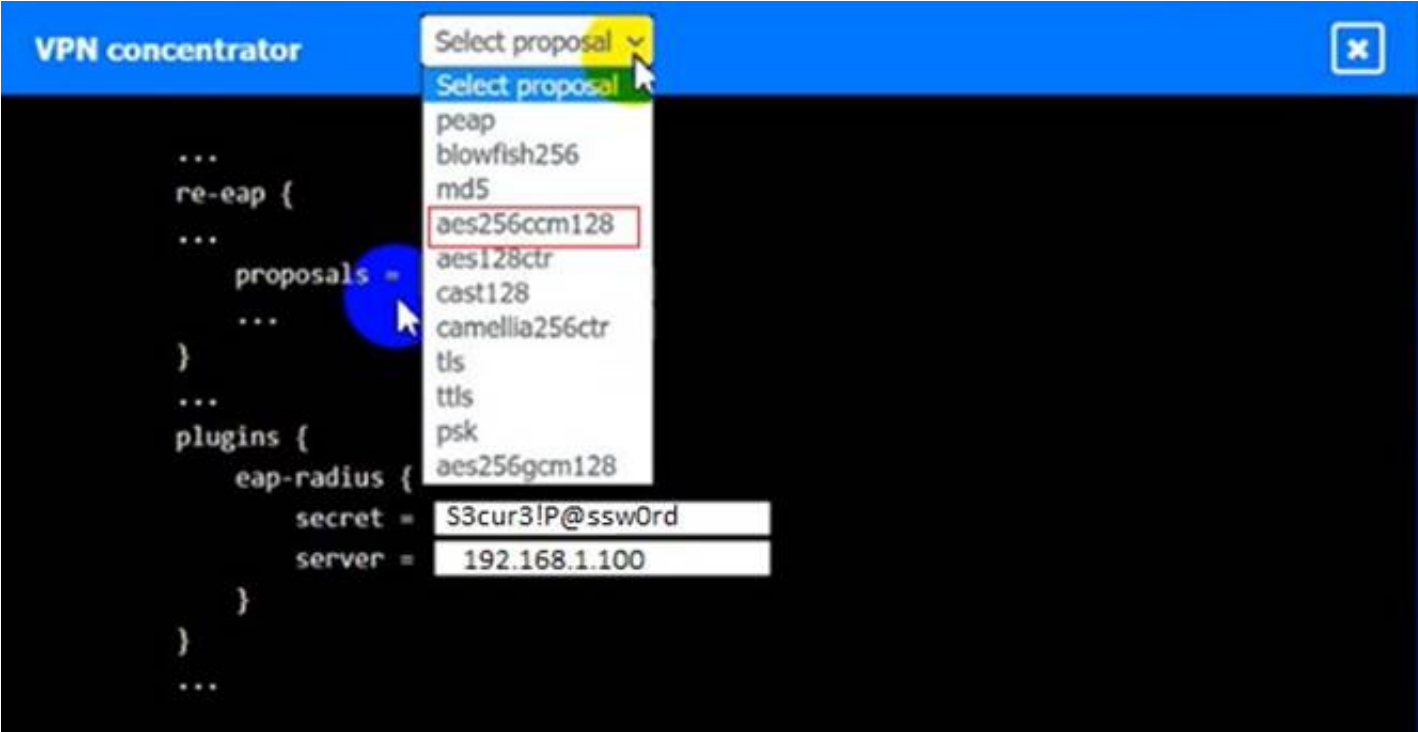 VPN concentrator
Select proposal
Select proposal
peap
blowfish256
md5
aes256ccm128
aes128ctr
cast128
camellia256ctr
tls
ttls
psk
aes256gcm128
...
re-eap {
...
proposals =
...
}
...
plugins {
eap-radius {
secret = S3cur3!P@ssw0rd
server = 192.168.1.100
}
}
...